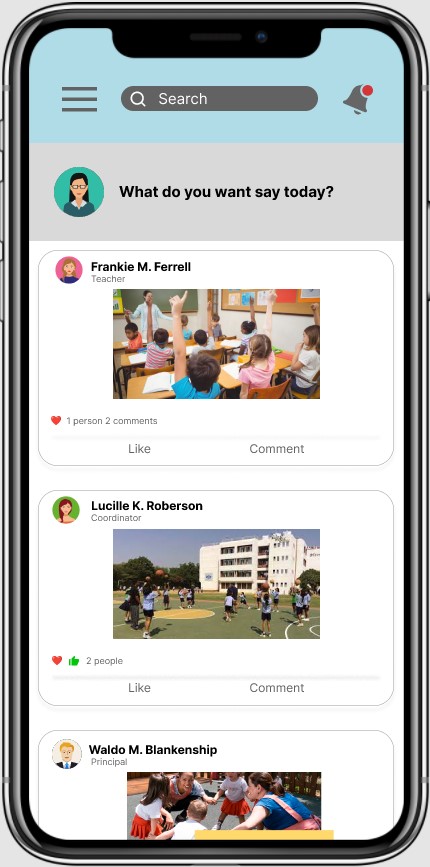 Search
What do you want say today?
Frankie M. Ferrell
Teacher
1 person 2 comments
Like Comment
Lucille K. Roberson
Coordinator
2 people
Like Comment
Waldo M. Blankenship
Principal